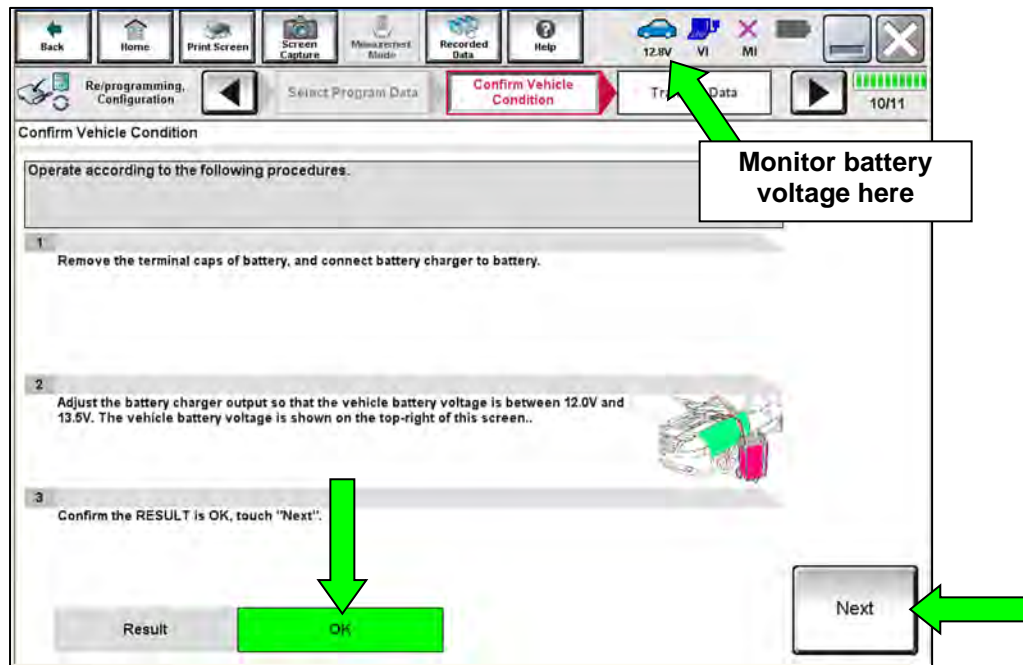 Back
Home
Print Screen
Screen
Capture
Measurement
Mode
Recorded
Data
Help
12.8V
VI
MI
Re/programming,
Configuration
Select Program Data
Confirm Vehicle
Condition
Data
10/11
Confirm Vehicle Condition
Operate according to the following procedures.
Monitor battery
voltage here
1
Remove the terminal caps of battery, and connect battery charger to battery.
2
Adjust the battery charger output so that the vehicle battery voltage is between 12.0V and
13.5V. The vehicle battery voltage is shown on the top-right of this screen..
3
Confirm the RESULT is OK, touch "Next".
Result
OK
Next